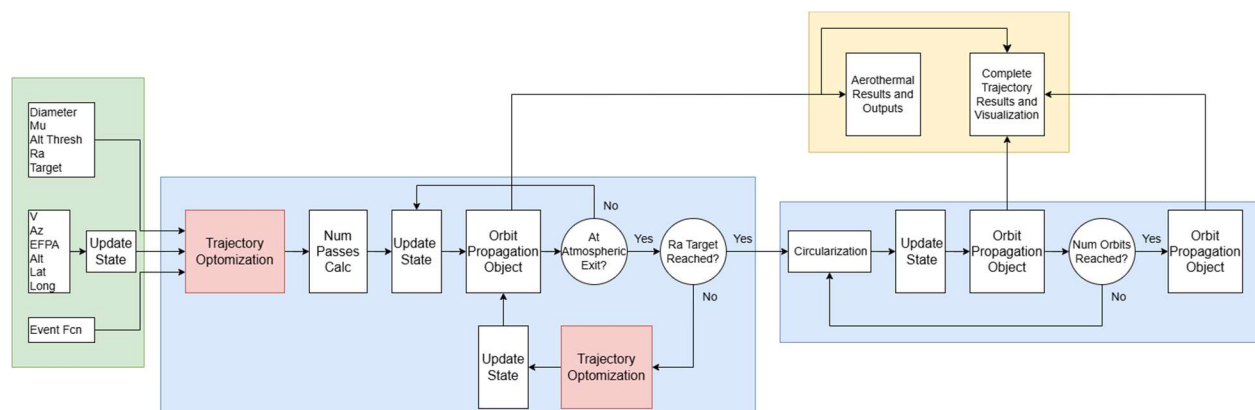 Diameter
Mu
Alt Thresh
Ra
Target
V
Az
EFPA
Alt
Lat
Long
Update
State
Event Fcn
Trajectory
Optomization
Num
Passes
Calc
Update
State
Orbit
Propagation
Object
At
Atmospheric
Exit?
No
Yes
Ra Target
Reached?
Yes
No
Trajectory
Optomization
Update
State
Aerothermal
Results and
Outputs
Complete
Trajectory
Results and
Visualization
Circularization
Update
State
Orbit
Propagation
Object
Num Orbits
Reached?
Yes
No
Orbit
Propagation
Object